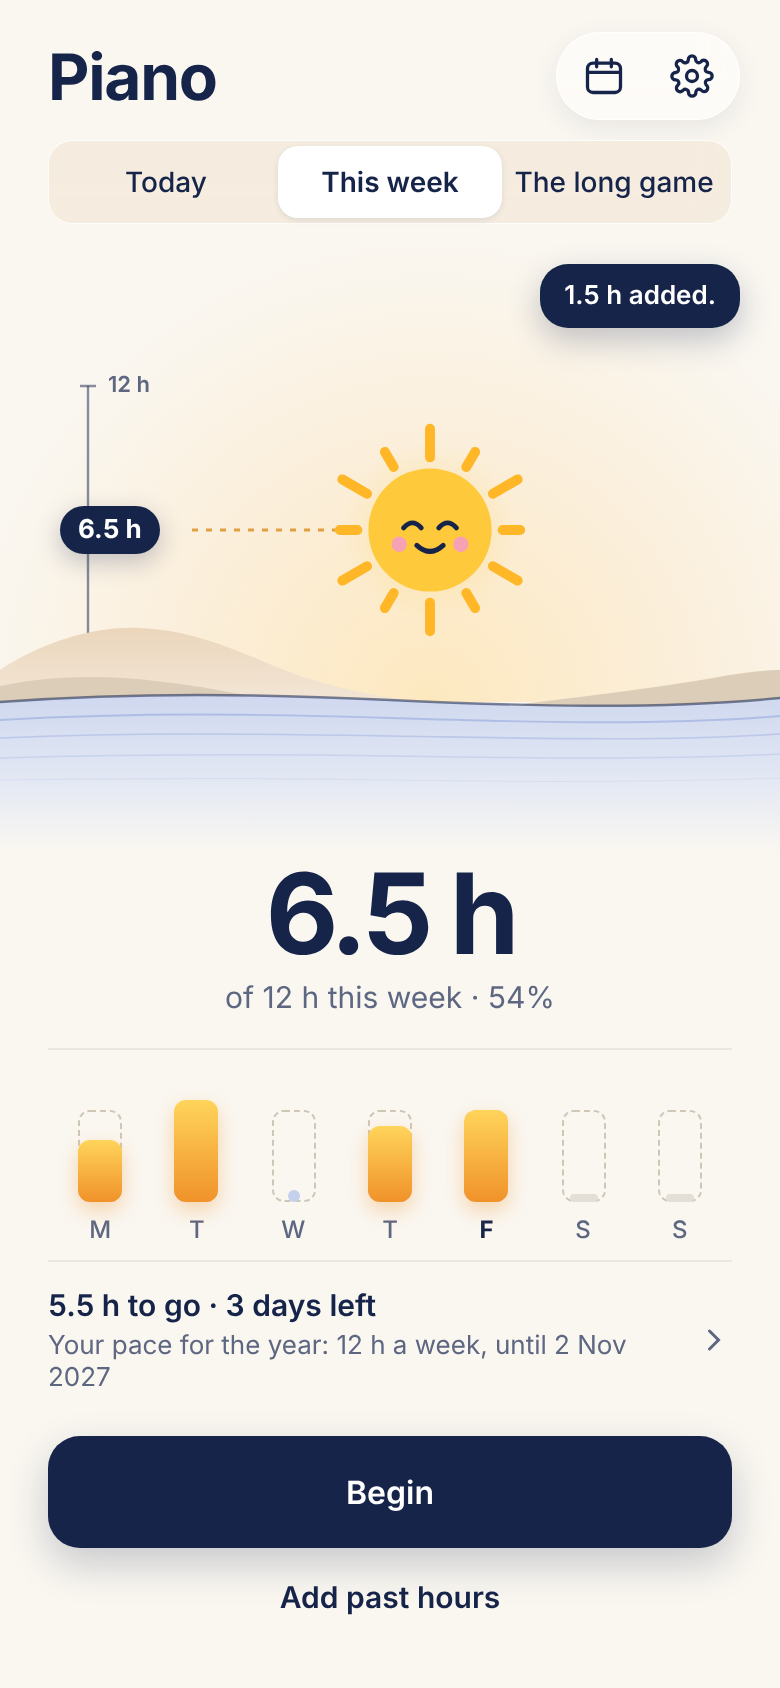 Piano
Today
This week
The long game
1.5 h added.
12 h
6.5 h
6.5 h
of 12 h this week · 54%
M T W T F S S
5.5 h to go · 3 days left
Your pace for the year: 12 h a week, until 2 Nov
2027
Begin
Add past hours